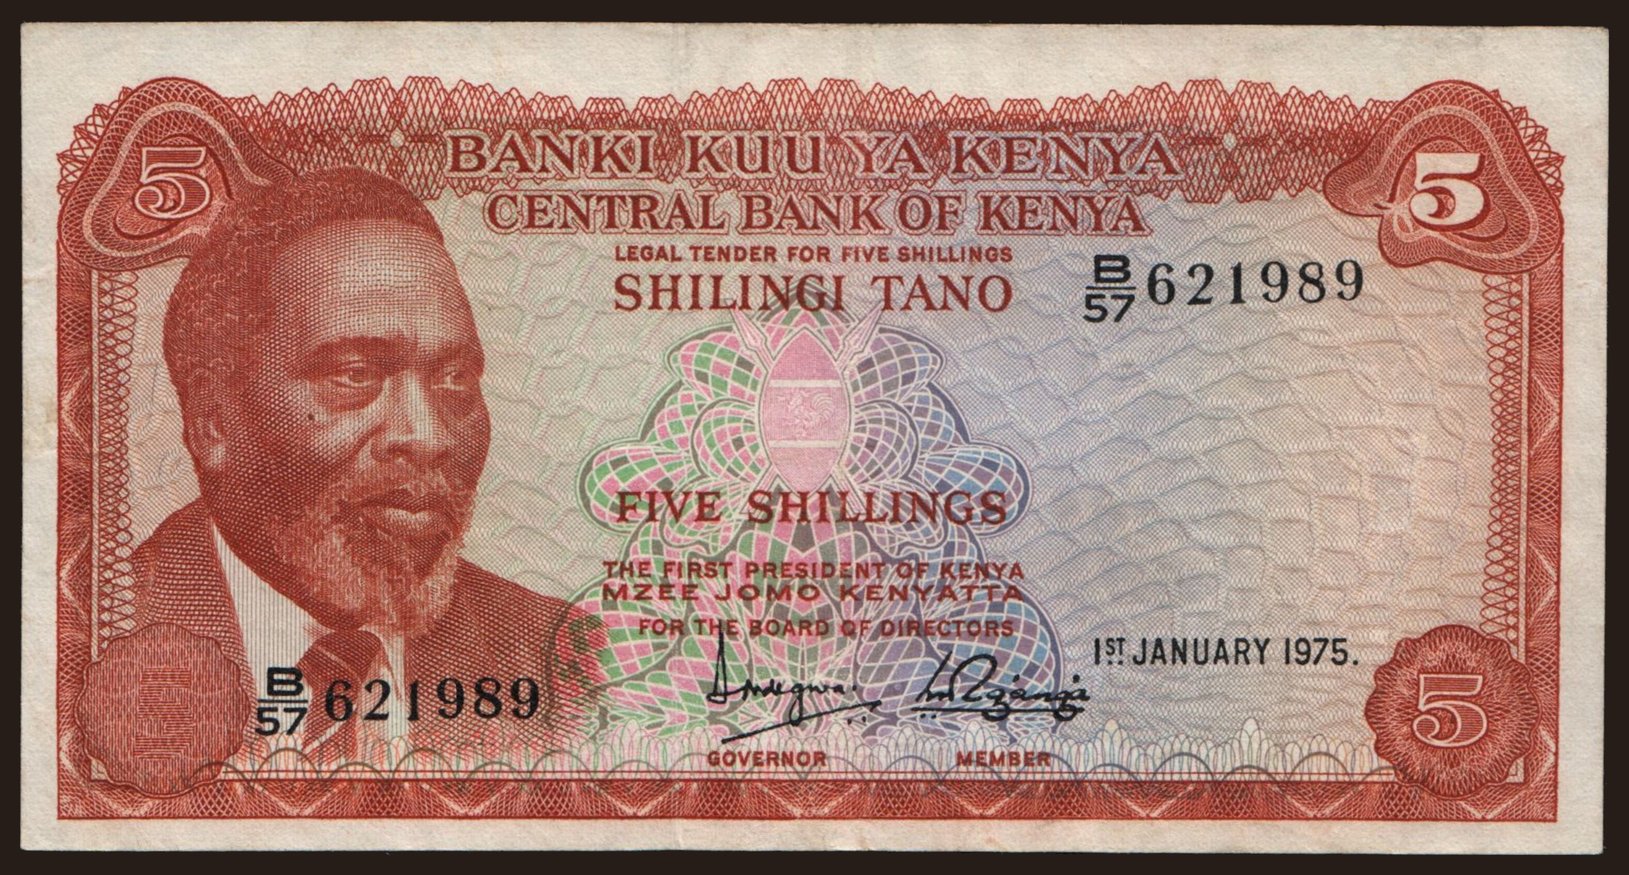 5
5
BANKI KUU YA KENYA
CENTRAL BANK OF KENYA
LEGAL TENDER FOR FIVE SHILLINGS
SHILINGI TANO
B/57 621989
FIVE SHILLINGS
THE FIRST PRESIDENT OF KENYA
MZEE JOMO KENYATTA
FOR THE BOARD OF DIRECTORS
1ST JANUARY 1975.
B/57 621989
GOVERNOR MEMBER
5